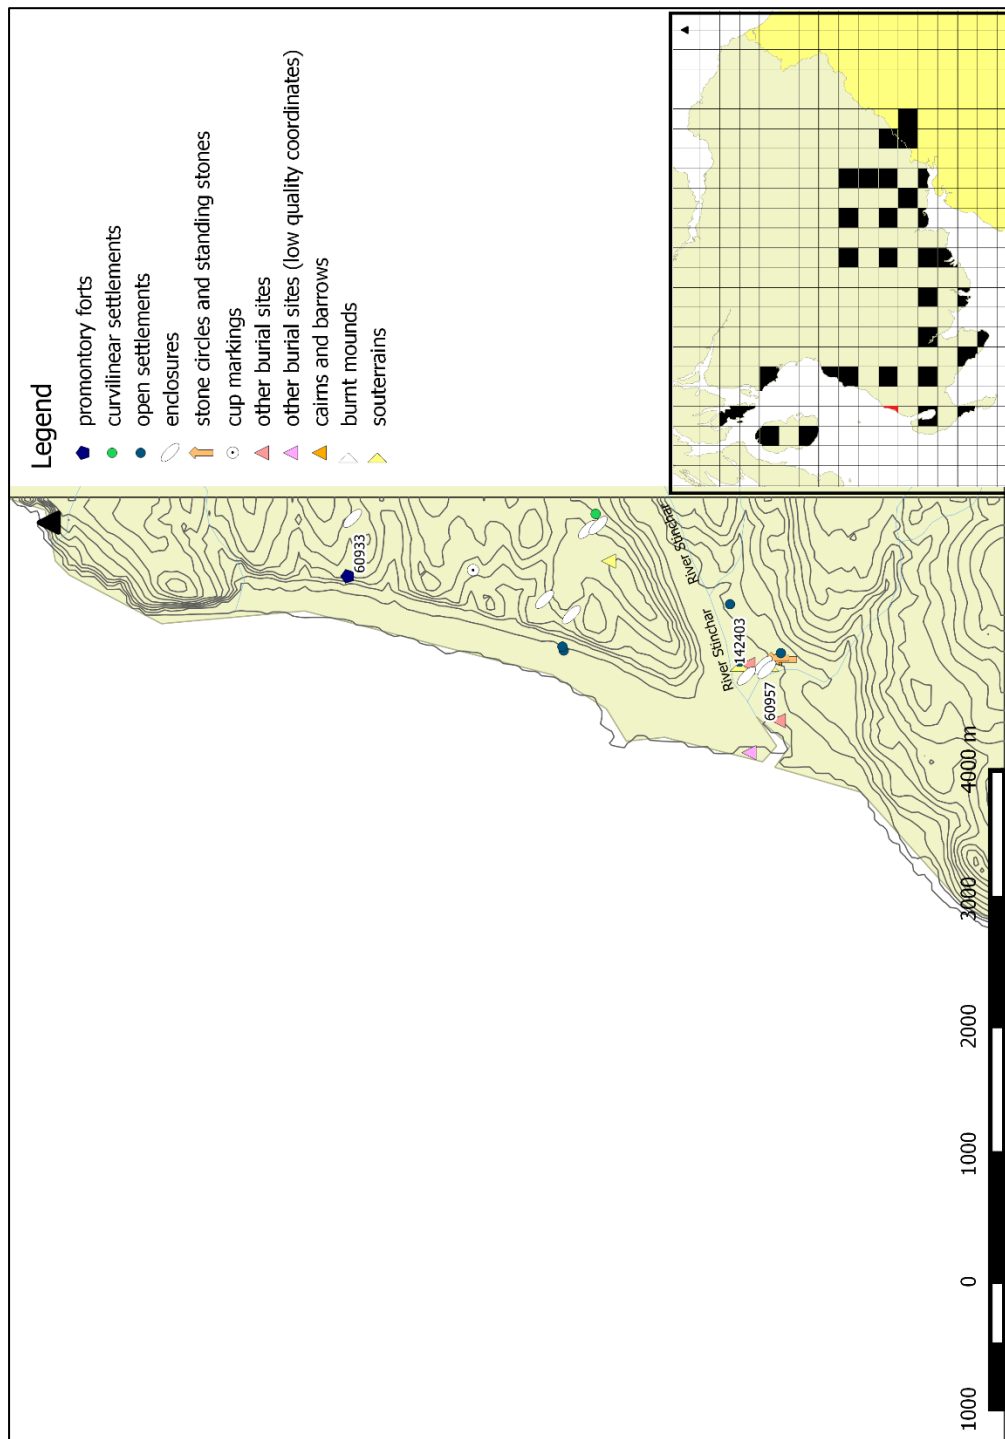 Legend
promontory forts
curvilinear settlements
open settlements
enclosures
stone circles and standing stones
cup markings
other burial sites
other burial sites (low quality coordinates)
cairns and barrows
burnt mounds
souterrains
60933
River Stinchar
River Stinchar
142403
60957
1000
0
1000
2000
3000
4000 m